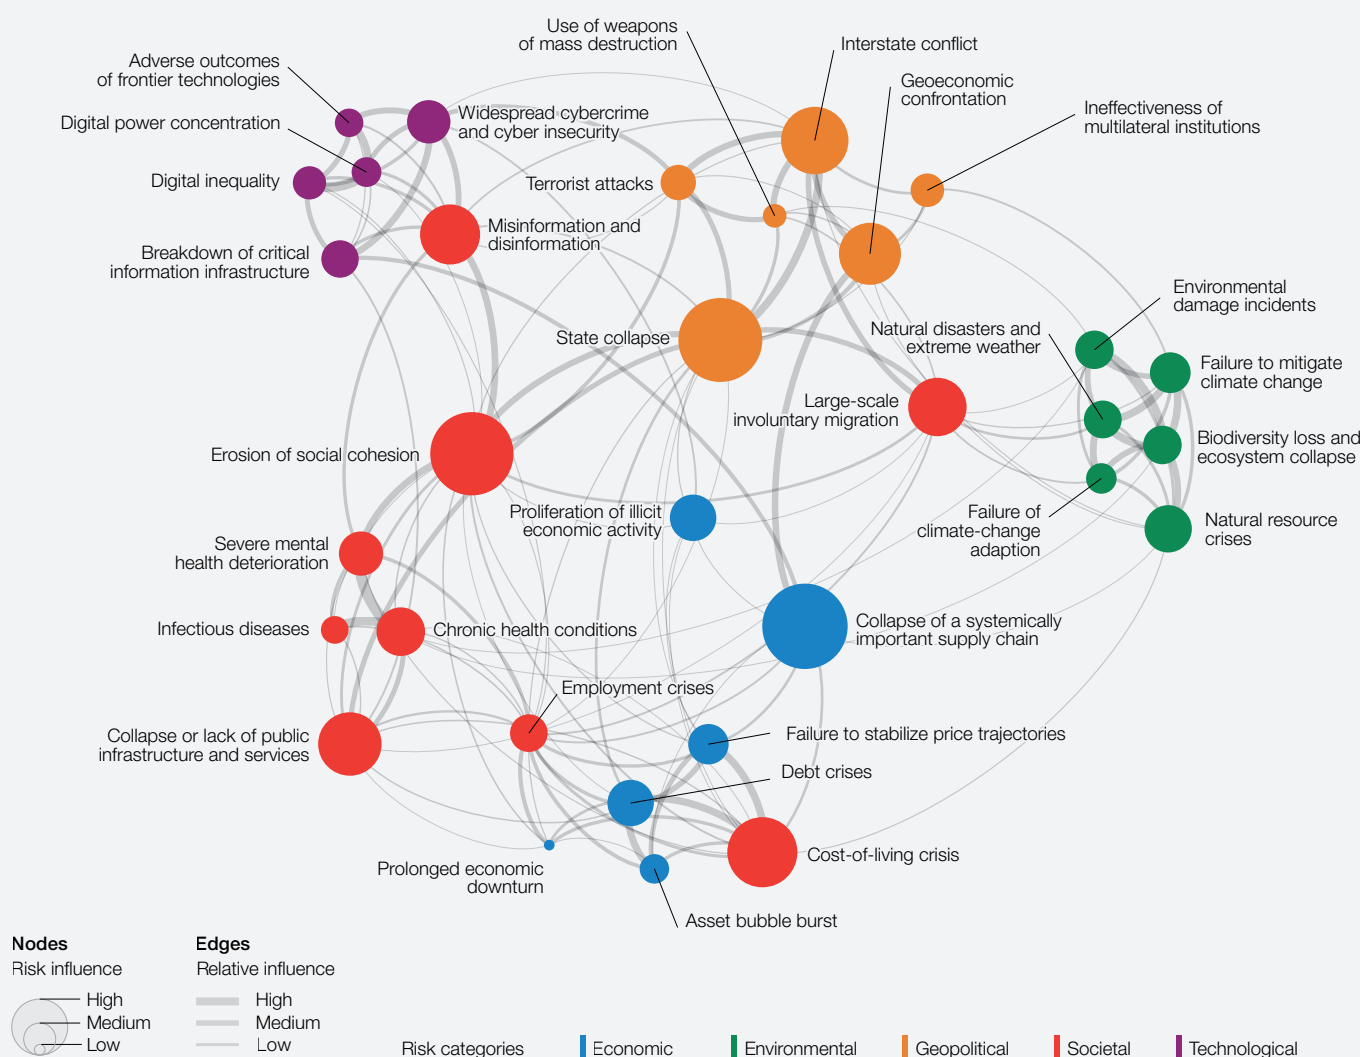 Use of weapons
of mass destruction
Interstate conflict
Adverse outcomes
of frontier technologies
Geoeconomic
confrontation
Ineffectiveness of
multilateral institutions
Digital power concentration
Widespread cybercrime
and cyber insecurity
Digital inequality
Terrorist attacks
Misinformation and
disinformation
Breakdown of critical
information infrastructure
Environmental
damage incidents
State collapse
Natural disasters and
extreme weather
Failure to mitigate
climate change
Large-scale
involuntary migration
Biodiversity loss and
ecosystem collapse
Erosion of social cohesion
Proliferation of illicit
economic activity
Failure of
climate-change
adaption
Natural resource
crises
Severe mental
health deterioration
Infectious diseases
Chronic health conditions
Collapse of a systemically
important supply chain
Employment crises
Collapse or lack of public
infrastructure and services
Failure to stabilize price trajectories
Debt crises
Cost-of-living crisis
Prolonged economic
downturn
Asset bubble burst
Nodes
Risk influence
High
Medium
Low
Edges
Relative influence
High
Medium
Low
Risk categories
Economic
Environmental
Geopolitical
Societal
Technological